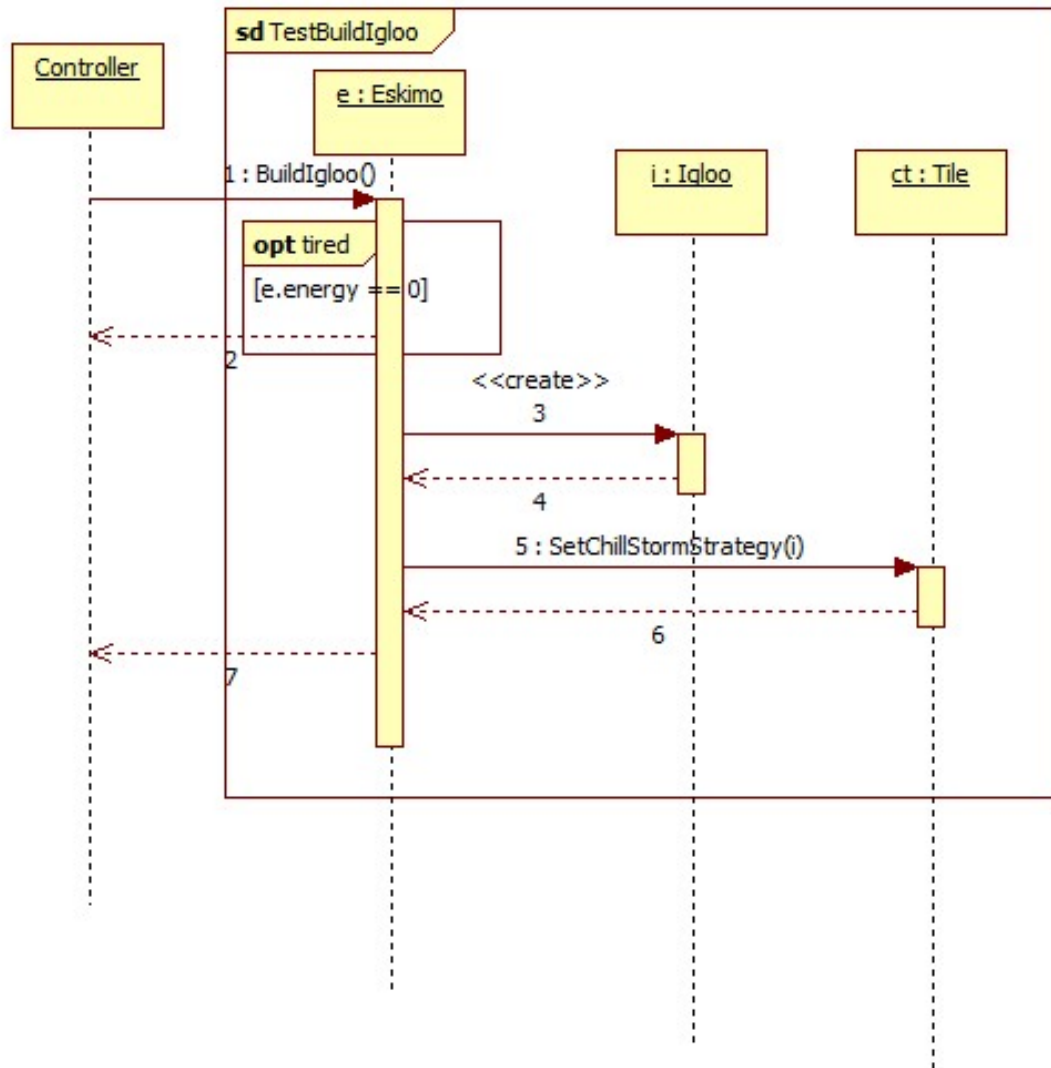 sd TestBuildIgloo
Controller
e : Eskimo
1 : BuildIgloo()
i : Igloo
ct : Tile
opt tired
[e.energy == 0]
2
<<create>>
3
4
5 : SetChillStormStrategy(i)
6
7